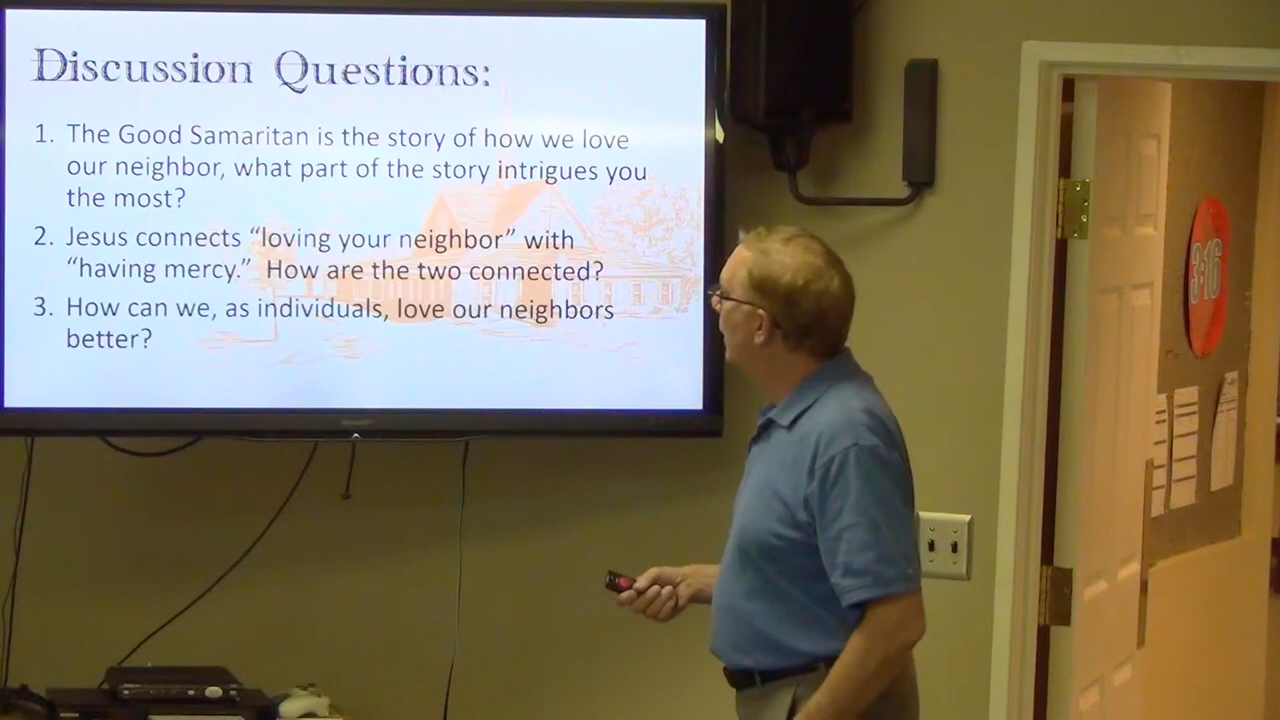 Discussion Questions:
1. The Good Samaritan is the story of how we love
our neighbor, what part of the story intrigues you
the most?
2. Jesus connects “loving your neighbor” with
“having mercy.”  How are the two connected?
3. How can we, as individuals, love our neighbors
better?
3:16